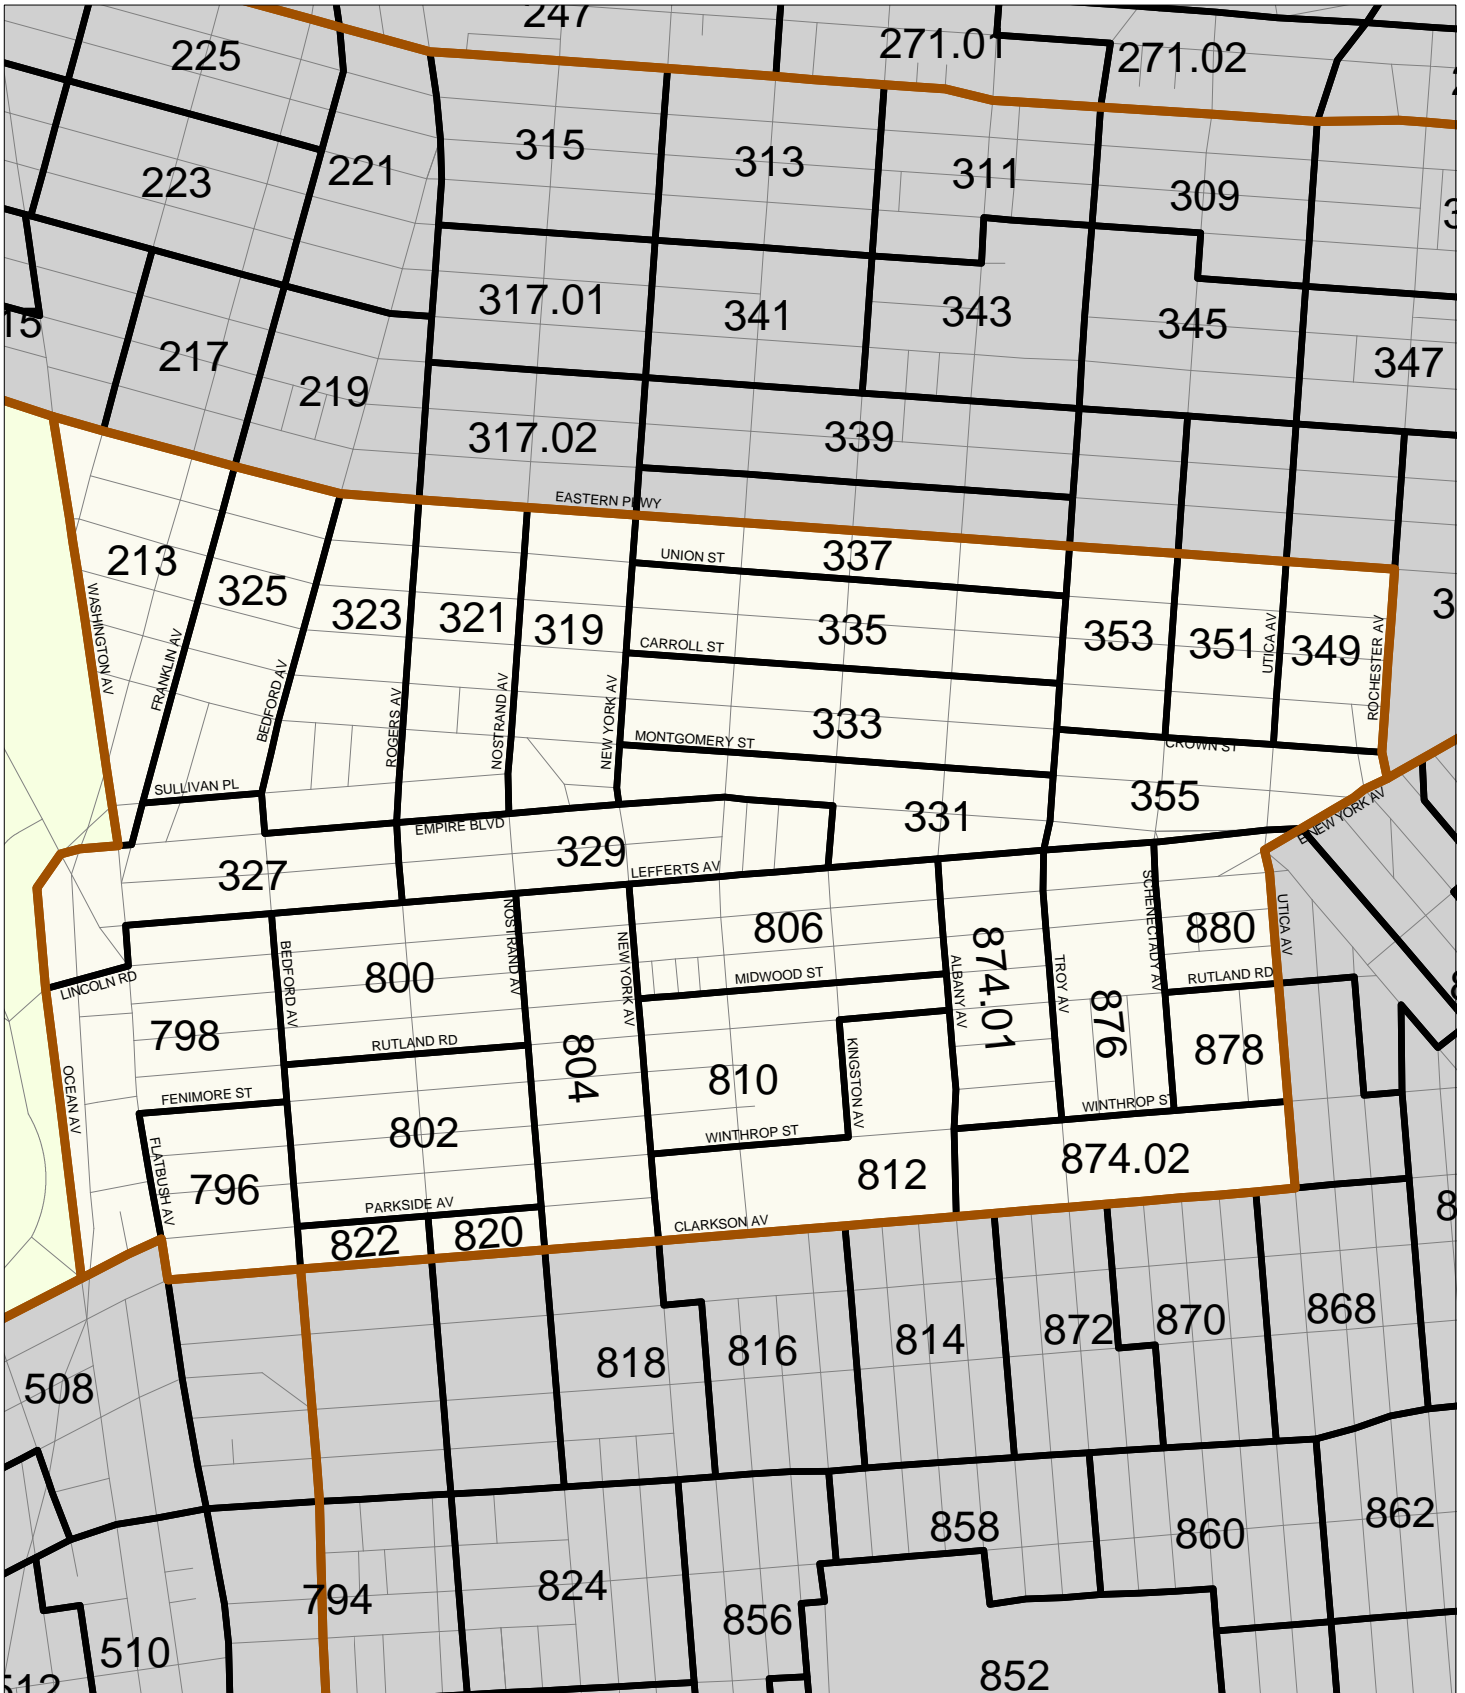 247
225
271.01
271.02
315
313
311
221
223
309
317.01
341
343
345
15
217
347
219
317.02
339
EASTERN PKWY
337
UNION ST
213
325
323
321
319
335
353
351
349
CARROLL ST
333
MONTGOMERY ST
CROWN ST
WASHINGTON AV
FRANKLIN AV
BEDFORD AV
ROGERS AV
NOSTRAND AV
NEW YORK AV
UTICA AV
ROCHESTER AV
SULLIVAN PL
355
331
E NEW YORK AV
EMPIRE BLVD
329
327
LEFFERTS AV
806
880
LINCOLN RD
800
BEDFORD AV
NOSTRAND AV
NEW YORK AV
MIDWOOD ST
ALBANY AV
874.01
TROY AV
SCHENECTADY AV
UTICA AV
RUTLAND RD
798
RUTLAND RD
804
810
KINGSTON AV
876
878
OCEAN AV
FENIMORE ST
802
WINTHROP ST
WINTHROP ST
FLATBUSH AV
796
812
874.02
PARKSIDE AV
822
820
CLARKSON AV
8
868
870
872
814
816
818
508
862
860
858
824
794
856
510
512
852